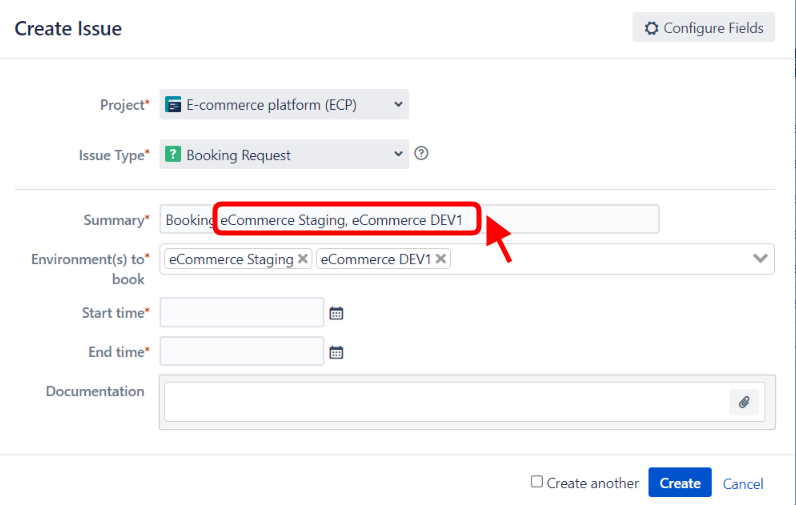 Create Issue
Configure Fields
Project* E-commerce platform (ECP)
Issue Type* ? Booking Request ?
Summary* Booking eCommerce Staging, eCommerce DEV1
Environment(s) to* eCommerce Staging × eCommerce DEV1 ×
book
Start time*
End time*
Documentation
Create another Create Cancel